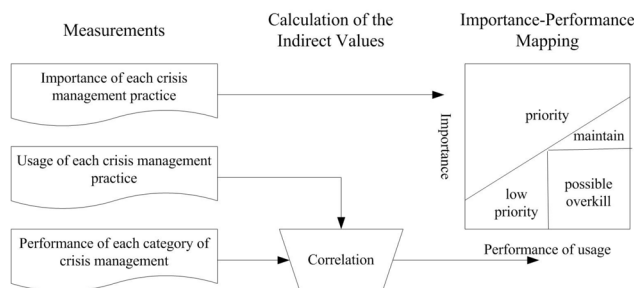 Measurements
Calculation of the
Indirect Values
Importance-Performance
Mapping
Importance of each crisis
management practice
Usage of each crisis management
practice
Performance of each category of
crisis management
Correlation
Importance
priority
maintain
low
priority
possible
overkill
Performance of usage